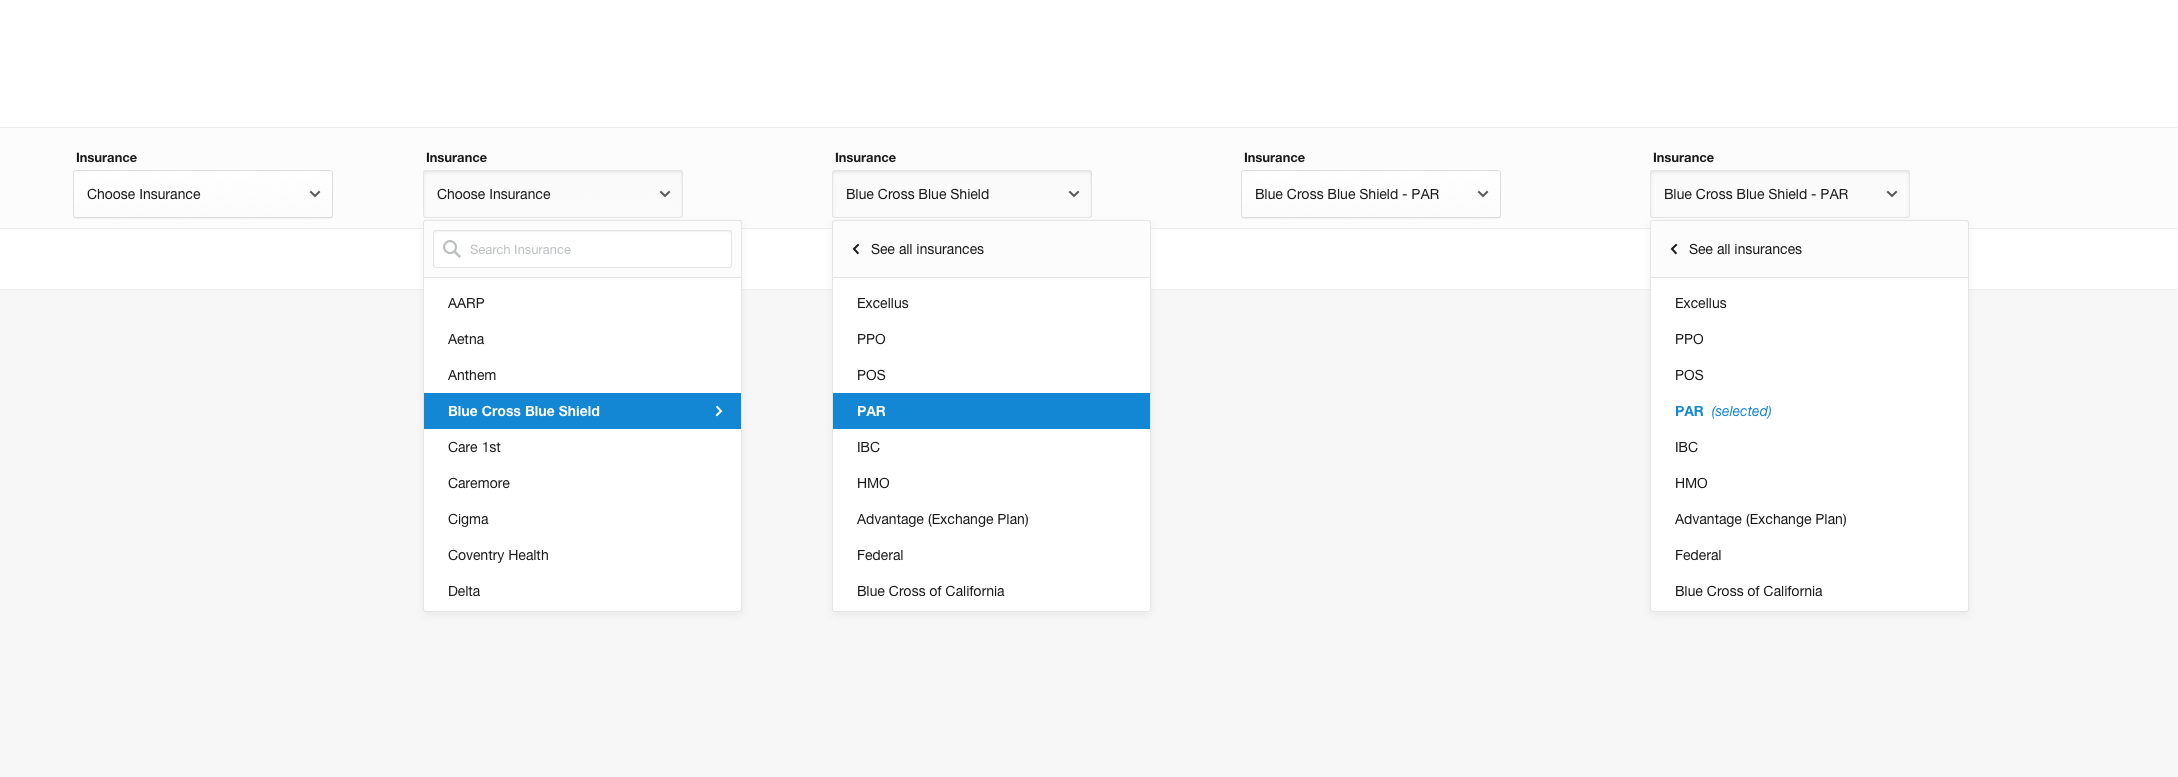 Insurance
Choose Insurance
Insurance
Choose Insurance
Search Insurance
AARP
Aetna
Anthem
Blue Cross Blue Shield
Care 1st
Caremore
Cigma
Coventry Health
Delta
Insurance
Blue Cross Blue Shield
See all insurances
Excellus
PPO
POS
PAR
IBC
HMO
Advantage (Exchange Plan)
Federal
Blue Cross of California
Insurance
Blue Cross Blue Shield - PAR
Insurance
Blue Cross Blue Shield - PAR
See all insurances
Excellus
PPO
POS
PAR (selected)
IBC
HMO
Advantage (Exchange Plan)
Federal
Blue Cross of California